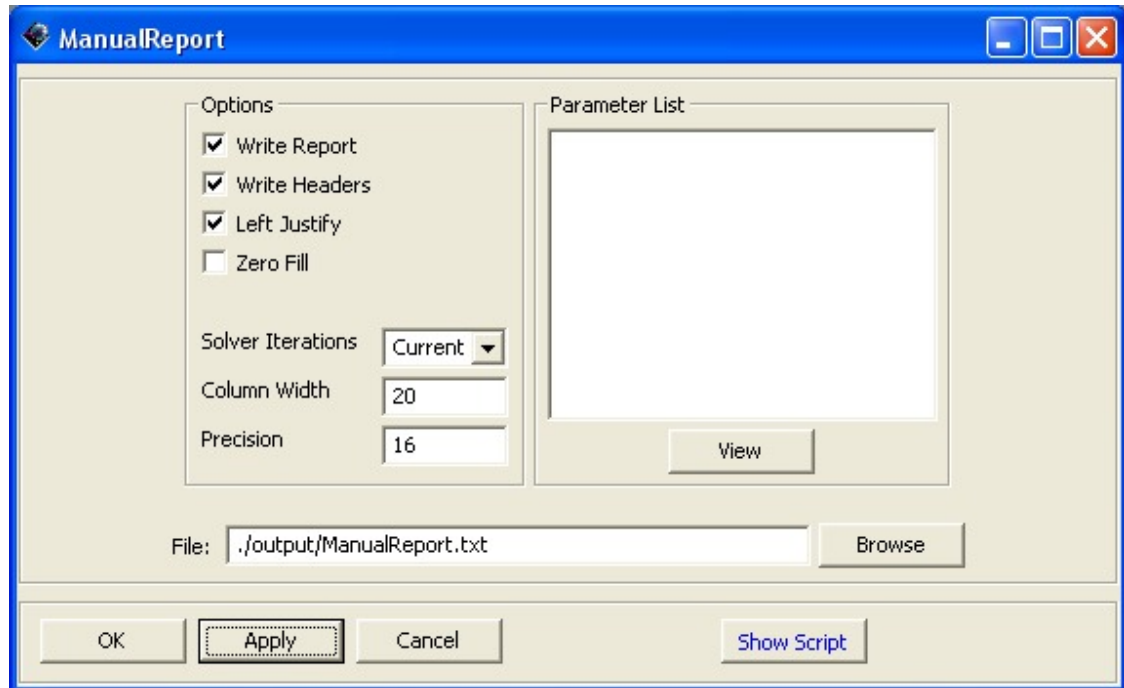 ManualReport
Options
Write Report
Write Headers
Left Justify
Zero Fill
Solver Iterations Current
Column Width 20
Precision 16
Parameter List
View
File: ./output/ManualReport.txt Browse
OK Apply Cancel Show Script